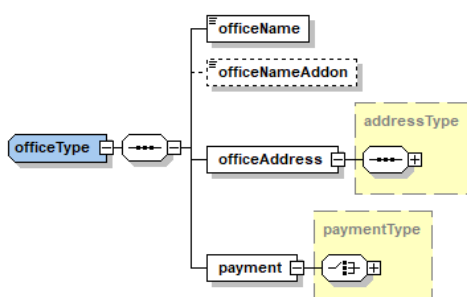 officeName
officeNameAddon
addressType
officeType
officeAddress
paymentType
payment